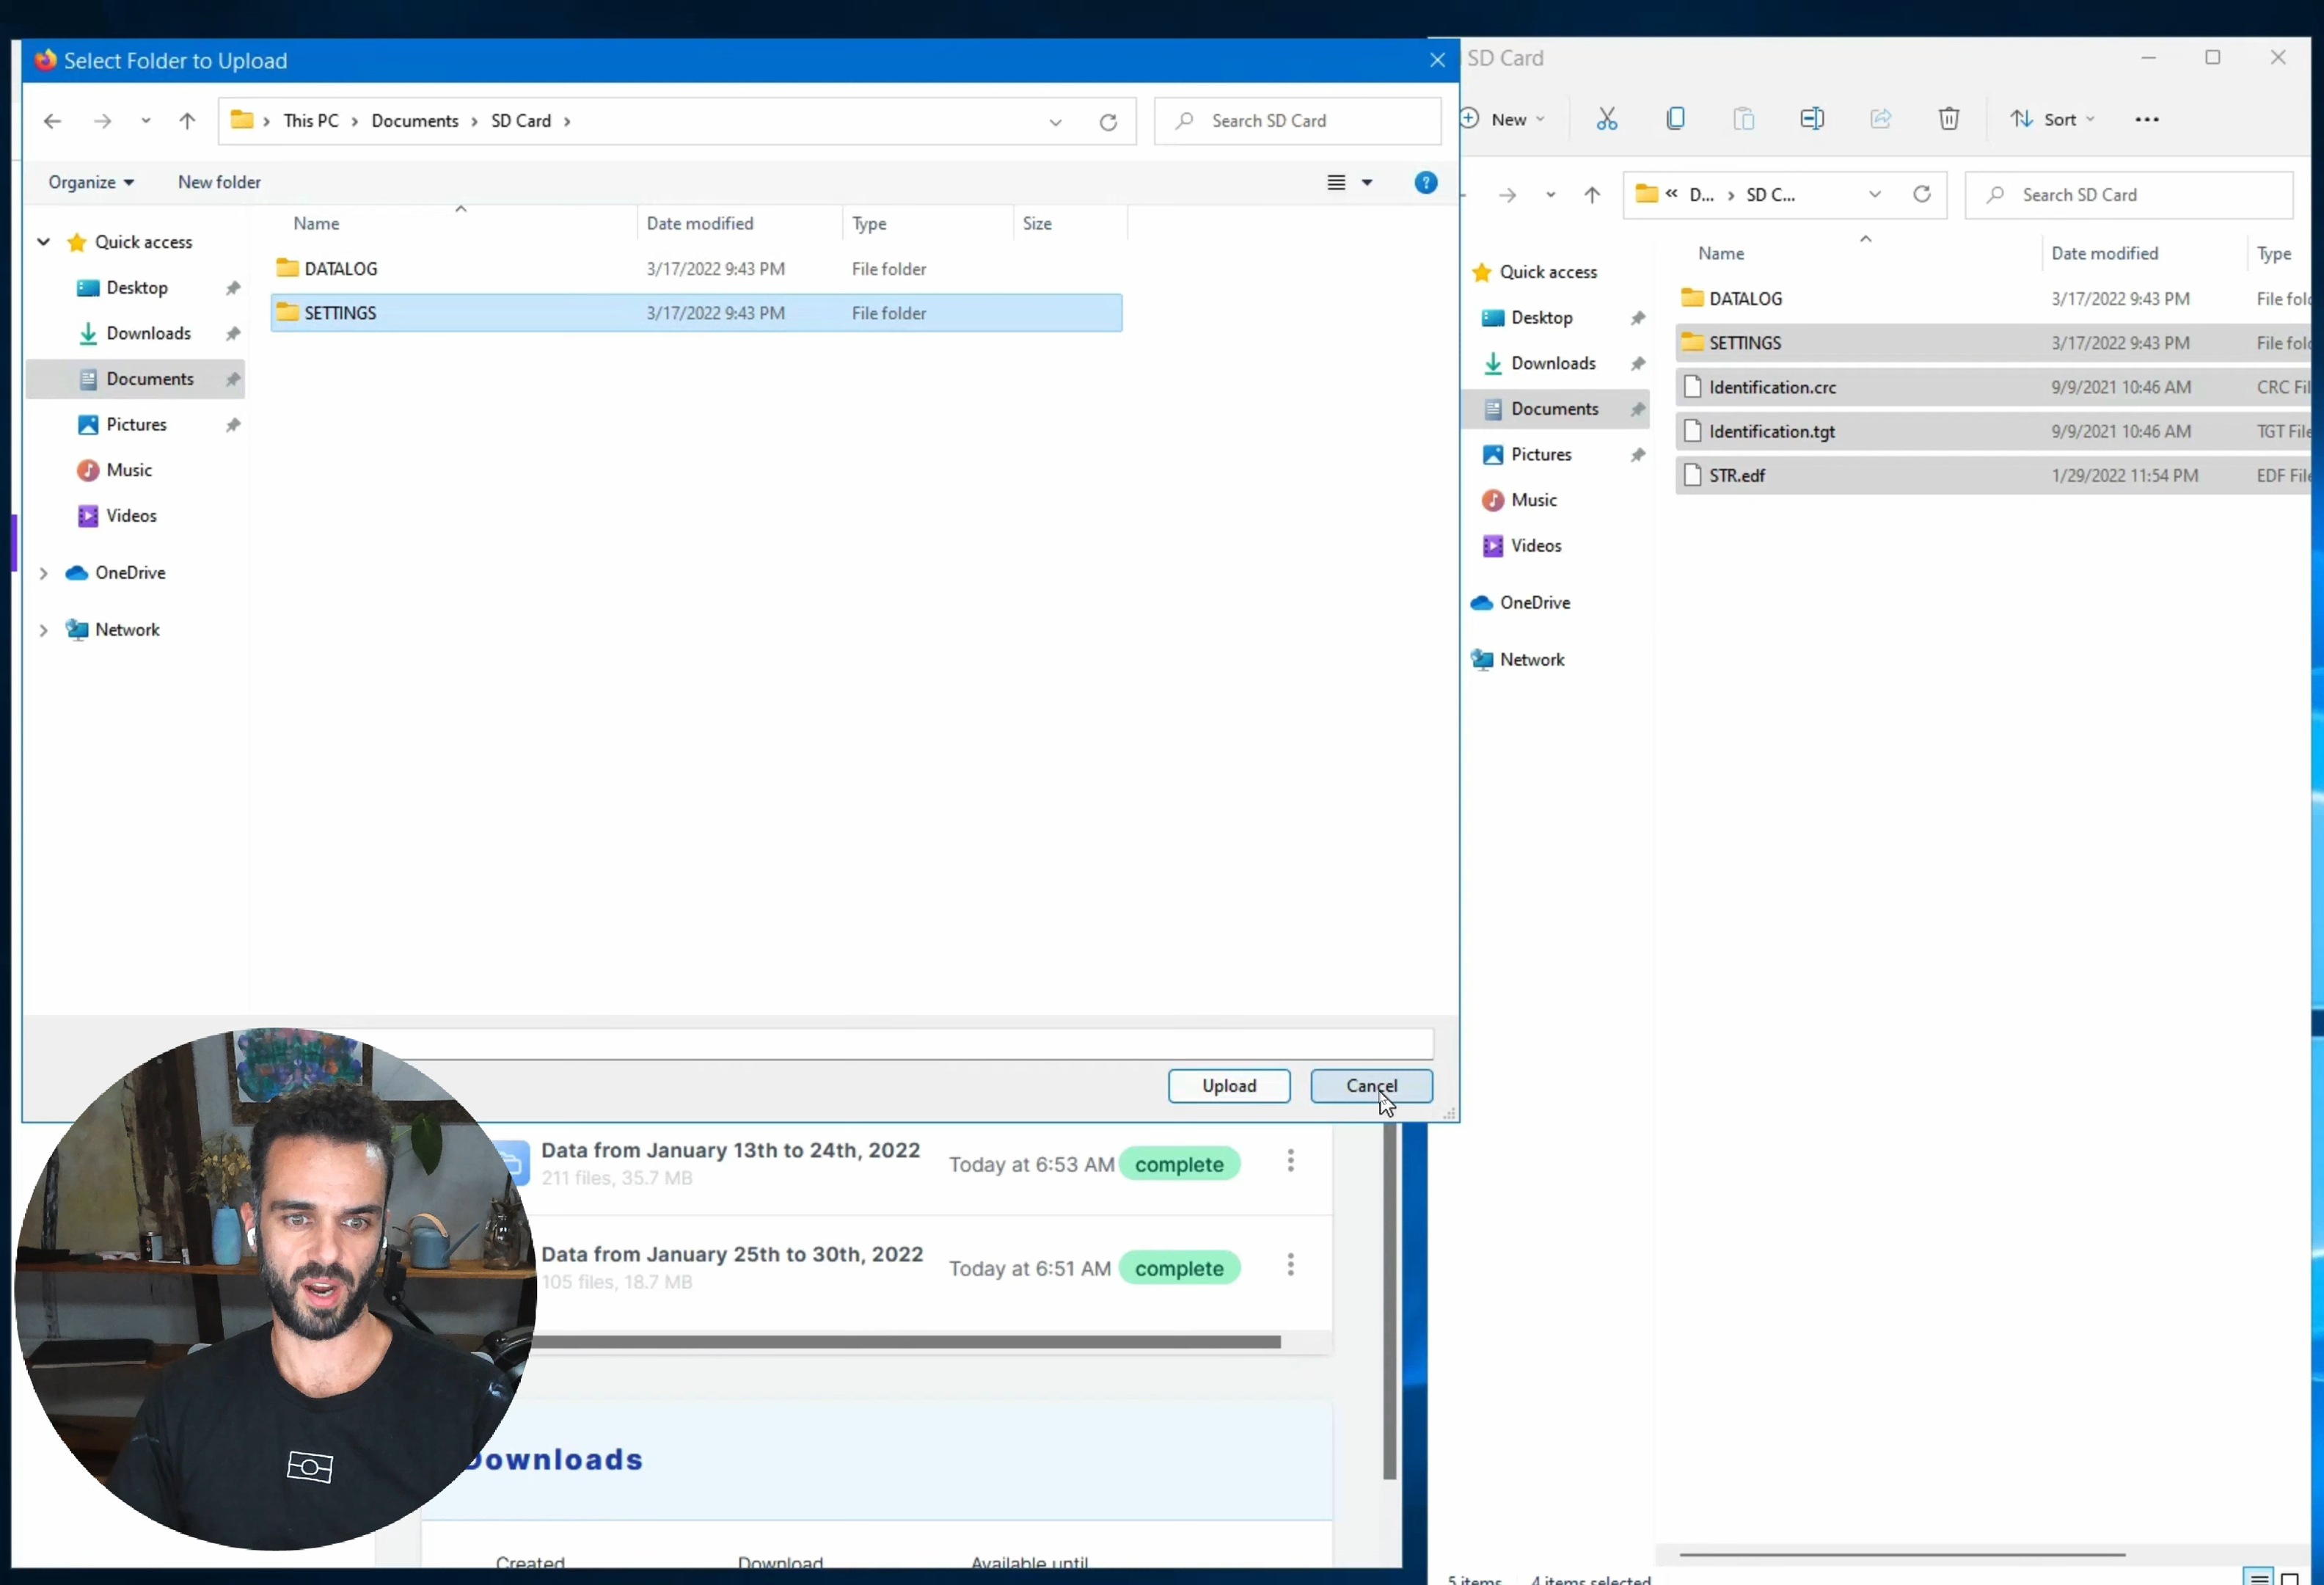 Select Folder to Upload
This PC > Documents > SD Card >
Search SD Card
Organize
New folder
Name
Date modified
Type
Size
Quick access
Desktop
Downloads
Documents
Pictures
Music
Videos
OneDrive
Network
DATALOG 3/17/2022 9:43 PM File folder
SETTINGS 3/17/2022 9:43 PM File folder
Upload
Cancel
Data from January 13th to 24th, 2022
211 files, 35.7 MB
Today at 6:53 AM
complete
Data from January 25th to 30th, 2022
105 files, 18.7 MB
Today at 6:51 AM
complete
Downloads
Created
Download
Available until
SD Card
New
Sort
« D... > SD C...
Search SD Card
Name
Date modified
Type
Quick access
Desktop
Downloads
Documents
Pictures
Music
Videos
OneDrive
Network
DATALOG 3/17/2022 9:43 PM File fol
SETTINGS 3/17/2022 9:43 PM File fol
Identification.crc 9/9/2021 10:46 AM CRC Fil
Identification.tgt 9/9/2021 10:46 AM TGT File
STR.edf 1/29/2022 11:54 PM EDF File
5 items
4 items selected